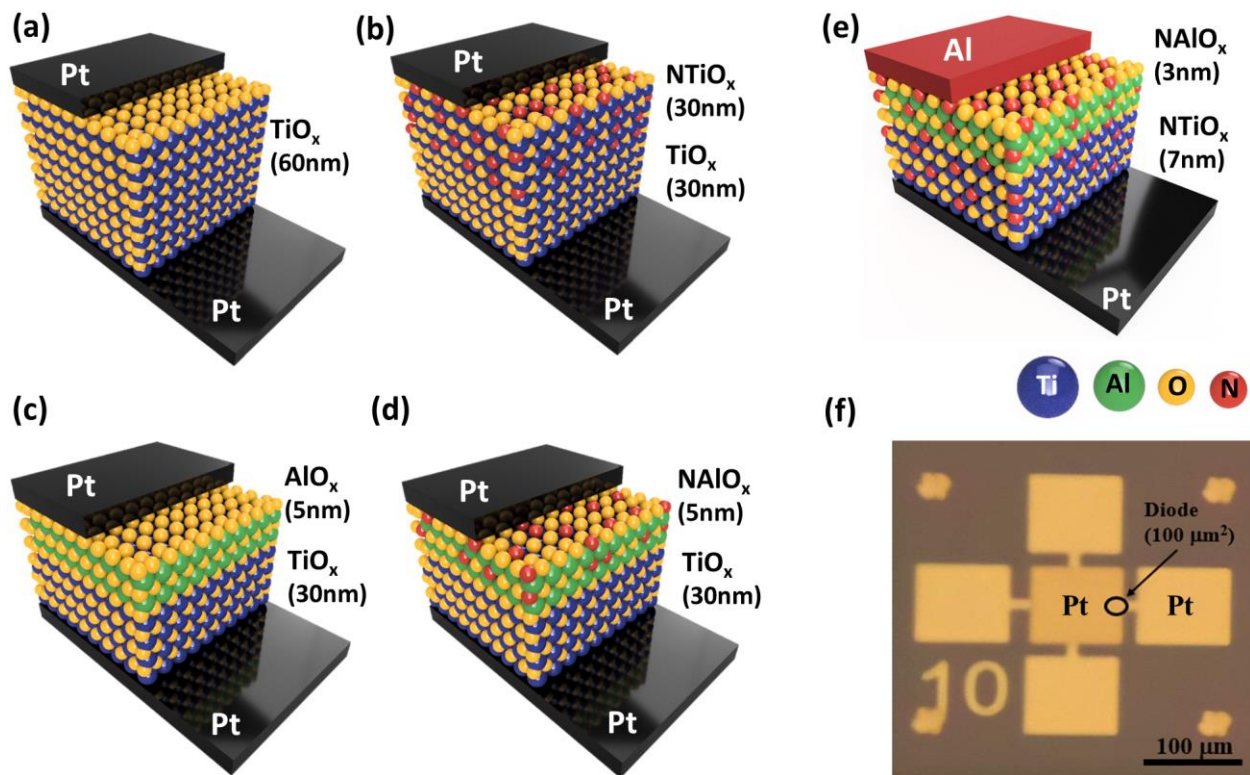 (a)
Pt
TiOₓ
(60nm)
Pt
(b)
Pt
NTiOₓ
(30nm)
TiOₓ
(30nm)
Pt
(e)
Al
NAlOₓ
(3nm)
NTiOₓ
(7nm)
Pt
Ti Al O N
(c)
Pt
AlOₓ
(5nm)
TiOₓ
(30nm)
Pt
(d)
Pt
NAlOₓ
(5nm)
TiOₓ
(30nm)
Pt
(f)
Diode
(100 μm²)
Pt Pt
10
100 μm